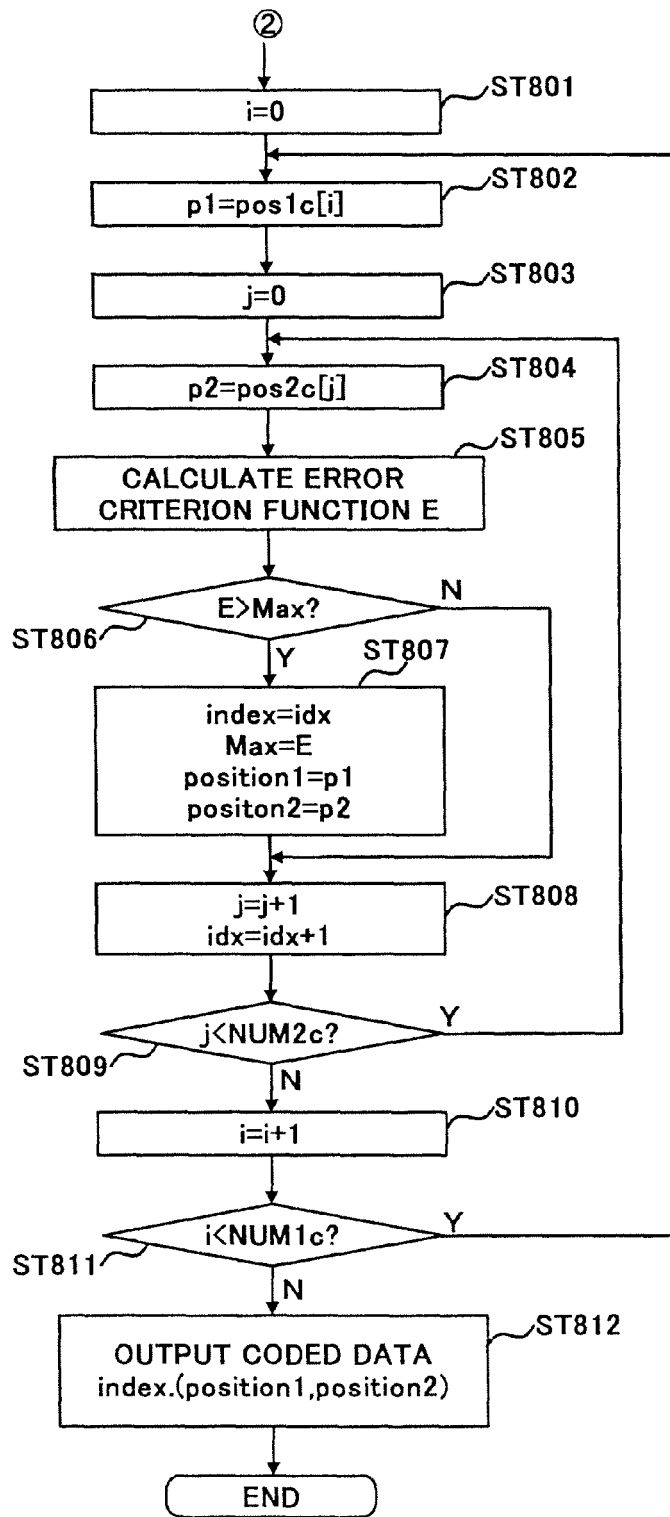 ②
ST801
i=0
ST802
p1=pos1c[i]
ST803
j=0
ST804
p2=pos2c[j]
ST805
CALCULATE ERROR
CRITERION FUNCTION E
E>Max?
N
ST806
Y
ST807
index=idx
Max=E
position1=p1
positon2=p2
ST808
j=j+1
idx=idx+1
j<NUM2c?
Y
ST809
N
ST810
i=i+1
i<NUM1c?
Y
ST811
N
ST812
OUTPUT CODED DATA
index.(position1,position2)
END